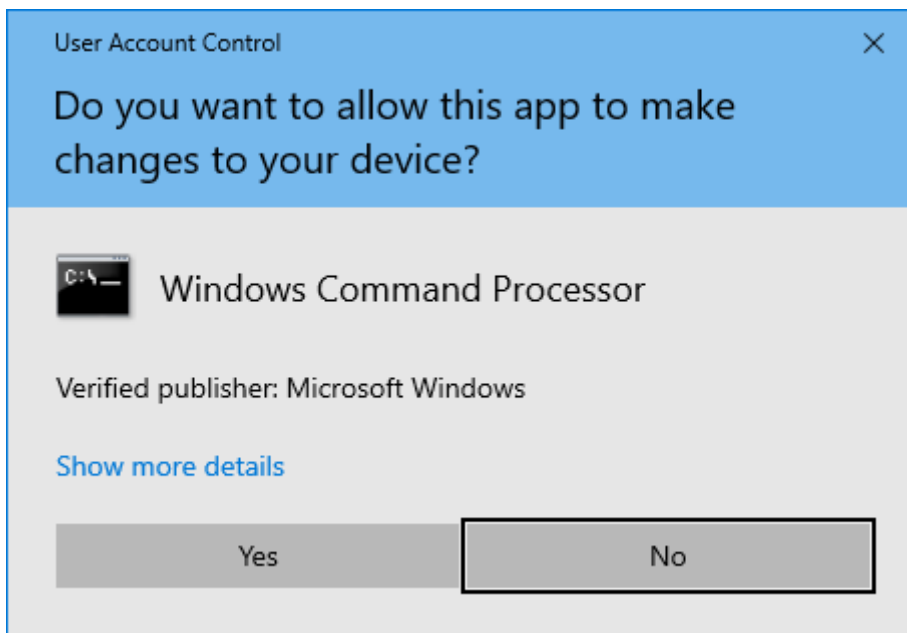 User Account Control
Do you want to allow this app to make
changes to your device?
C:\_
Windows Command Processor
Verified publisher: Microsoft Windows
Show more details
Yes
No